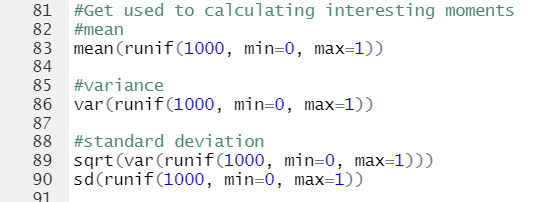 81 #Get used to calculating interesting moments
82 #mean
83 mean(runif(1000, min=0, max=1))
84
85 #variance
86 var(runif(1000, min=0, max=1))
87
88 #standard deviation
89 sqrt(var(runif(1000, min=0, max=1)))
90 sd(runif(1000, min=0, max=1))
91